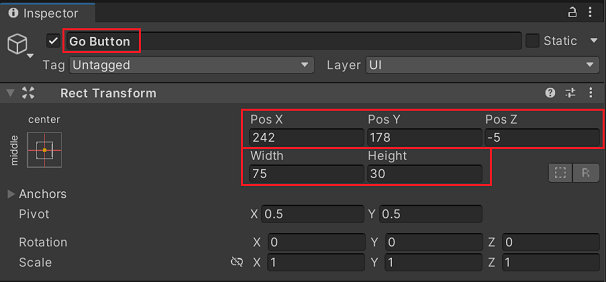 Inspector
Go Button Static
Tag Untagged Layer UI
Rect Transform
center Pos X Pos Y Pos Z
middle 242 178 -5
Width Height
75 30 R
Anchors
Pivot X 0.5 Y 0.5
Rotation X 0 Y 0 Z 0
Scale X 1 Y 1 Z 1